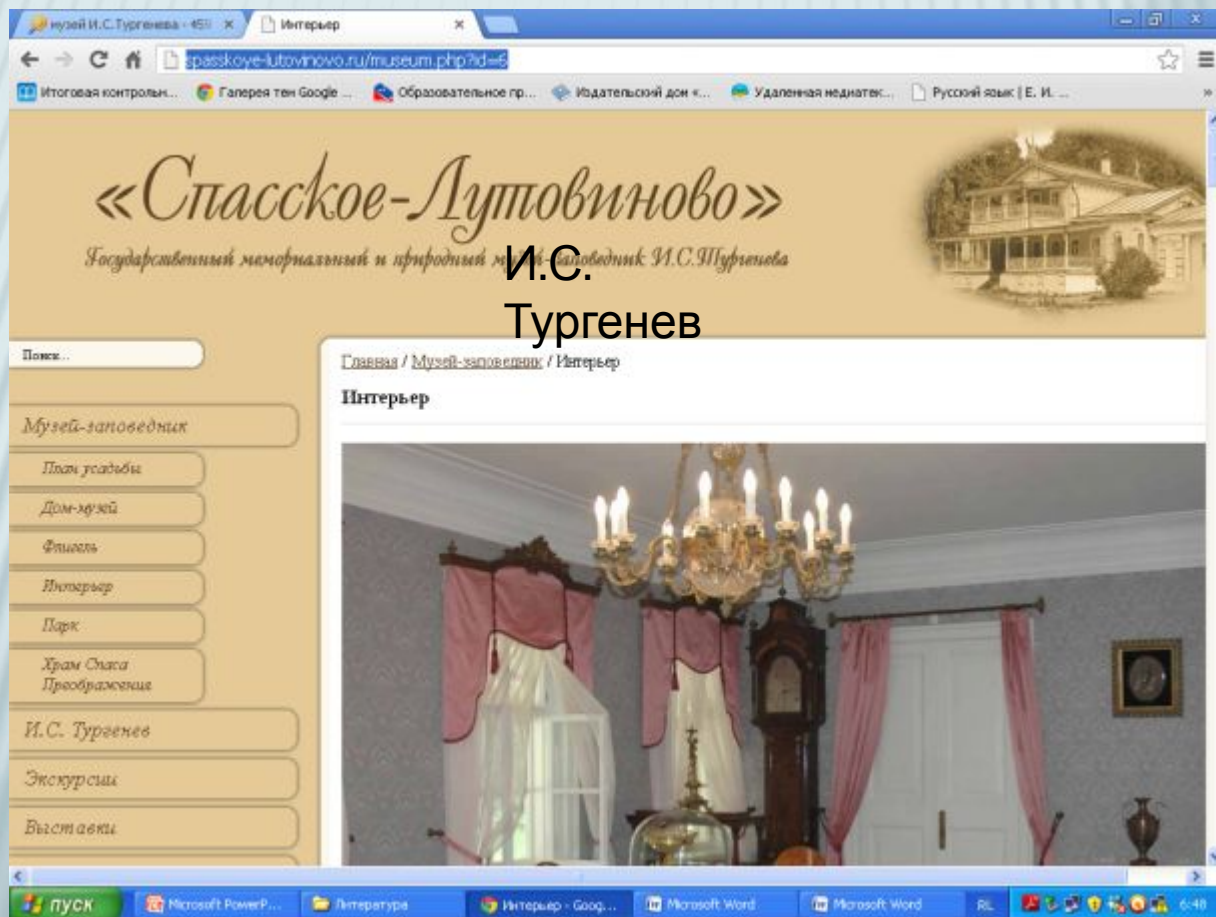 музей И.С.Тургенева - 459
Интерьер
spasskoye-lutovinovo.ru/museum.php?id=6
Итоговая контрольн...
Галерея тем Google ...
Образовательное пр...
Издательский дом «...
Удаленная медиатек...
Русский язык | Е. И. ...
«Спасское-Лутовиново»
Государственный мемориальный и природный музей-заповедник И.С.Тургенева
И.С.
Тургенев
Поиск...
Главная / Музей-заповедник / Интерьер
Интерьер
Музей-заповедник
План усадьбы
Дом-музей
Флигель
Интерьер
Парк
Храм Спаса
Преображения
И.С. Тургенев
Экскурсии
Выставки
пуск
Microsoft PowerP...
Литература
Интерьер - Goog...
Microsoft Word
Microsoft Word
RL
6:48